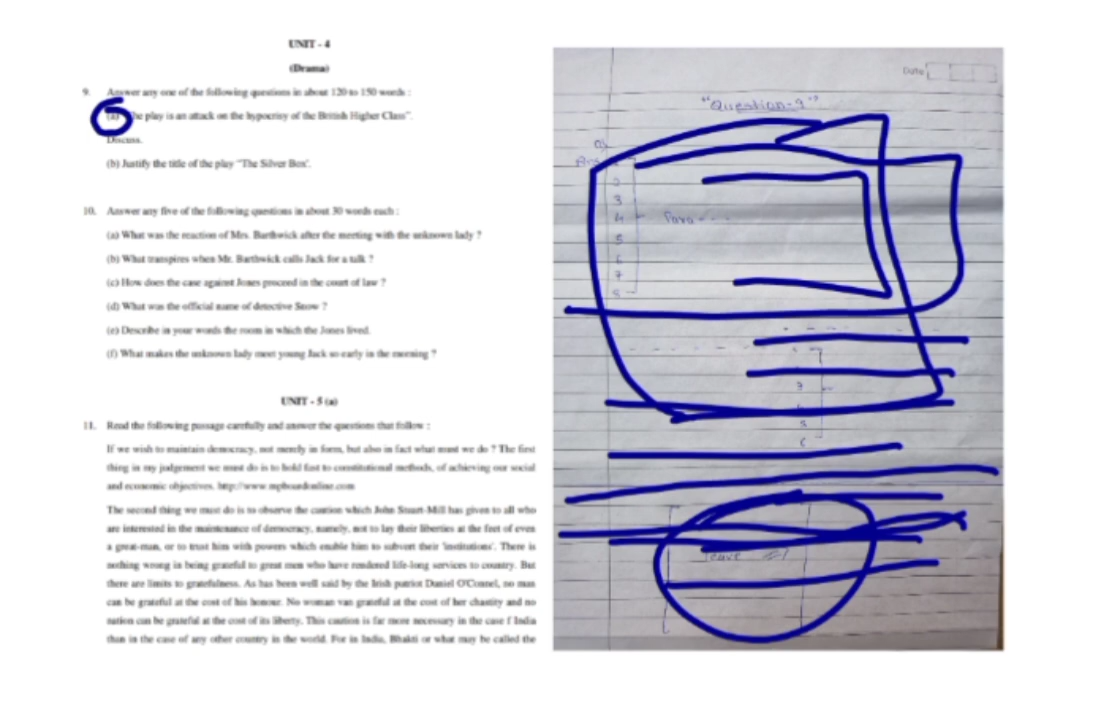 UNIT - 4
(Drama)
9. Answer any one of the following questions in about 120 to 150 words :
(a) The play is an attack on the hypocrisy of the British Higher Class".
Discuss.
(b) Justify the title of the play "The Silver Box'.
10. Answer any five of the following questions in about 30 words each :
(a) What was the reaction of Mrs. Barthwick after the meeting with the unknown lady ?
(b) What transpires when Mr. Barthwick calls Jack for a talk ?
(c) How does the case against Jones proceed in the court of law ?
(d) What was the official name of detective Snow ?
(e) Describe in your words the room in which the Jones lived.
(f) What makes the unknown lady meet young Jack so early in the morning ?
UNIT - 5 (a)
11. Read the following passage carefully and answer the questions that follow :
If we wish to maintain democracy, not merely in form, but also in fact what must we do ? The first
thing in my judgement we must do is to hold fast to constitutional methods, of achieving our social
and economic objectives. http://www.mpboardonline.com
The second thing we must do is to observe the caution which John Stuart-Mill has given to all who
are interested in the maintenance of democracy, namely, not to lay their liberties at the feet of even
a great-man, or to trust him with powers which enable him to subvert their 'institutions'. There is
nothing wrong in being grateful to great men who have rendered life-long services to country. But
there are limits to gratefulness. As has been well said by the Irish patriot Daniel O'Connel, no man
can be grateful at the cost of his honour. No woman van grateful at the cost of her chastity and no
nation can be grateful at the cost of its liberty. This caution is far more necessary in the case f India
than in the case of any other country in the world. For in India, Bhakti or what may be called the
Date
"Question-9"
a)
Ans
2
3
4 Para - - -
5
6
7
8
3
5
6
leave